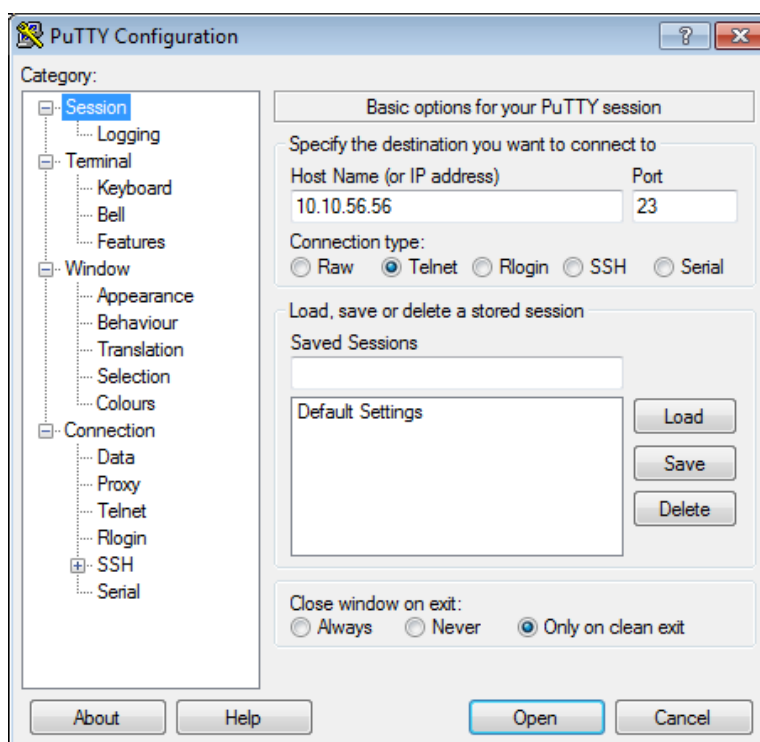 PuTTY Configuration
Category:
Session
Logging
Terminal
Keyboard
Bell
Features
Window
Appearance
Behaviour
Translation
Selection
Colours
Connection
Data
Proxy
Telnet
Rlogin
SSH
Serial
Basic options for your PuTTY session
Specify the destination you want to connect to
Host Name (or IP address) Port
10.10.56.56 23
Connection type:
Raw Telnet Rlogin SSH Serial
Load, save or delete a stored session
Saved Sessions
Default Settings
Load
Save
Delete
Close window on exit:
Always Never Only on clean exit
About Help Open Cancel